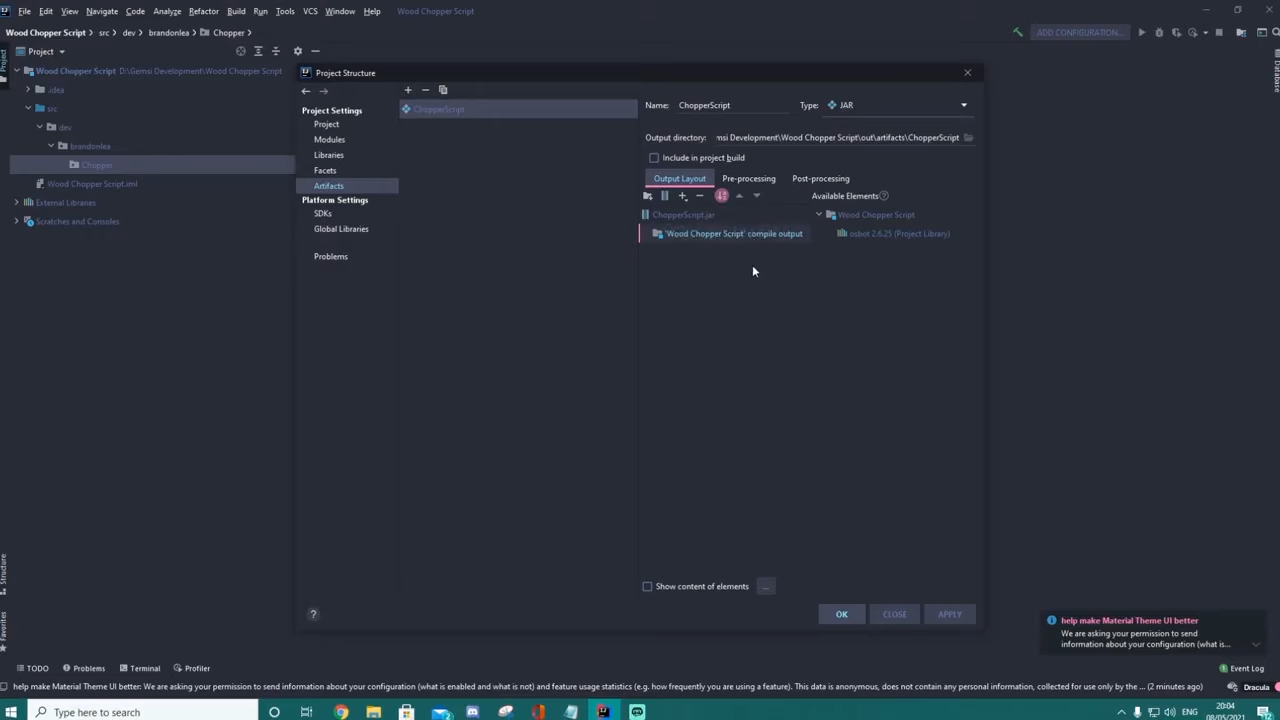 File Edit View Navigate Code Analyze Refactor Build Run Tools VCS Window Help Wood Chopper Script
Wood Chopper Script src dev brandonlea Chopper ADD CONFIGURATION...
Project
Project
Wood Chopper Script D:\Gemsi Development\Wood Chopper Script
.idea
src
dev
brandonlea
Chopper
Wood Chopper Script.iml
External Libraries
Scratches and Consoles
Database
Project Structure
Project Settings
Project
Modules
Libraries
Facets
Artifacts
Platform Settings
SDKs
Global Libraries
Problems
ChopperScript
Name: ChopperScript Type: JAR
Output directory: msi Development\Wood Chopper Script\out\artifacts\ChopperScript
Include in project build
Output Layout Pre-processing Post-processing
Available Elements
ChopperScript.jar
'Wood Chopper Script' compile output
Wood Chopper Script
osbot 2.6.25 (Project Library)
Show content of elements ...
? OK CLOSE APPLY
Structure
Favorites
help make Material Theme UI better
We are asking your permission to send
information about your configuration (what is...
TODO Problems Terminal Profiler Event Log
help make Material Theme UI better: We are asking your permission to send information about your configuration (what is enabled and what is not) and feature usage statistics (e.g. how frequently you are using a feature). This data is anonymous, does not contain any personal information, collected for use only by the ... (2 minutes ago) Dracula
Type here to search ENG 20:04
08/05/2021